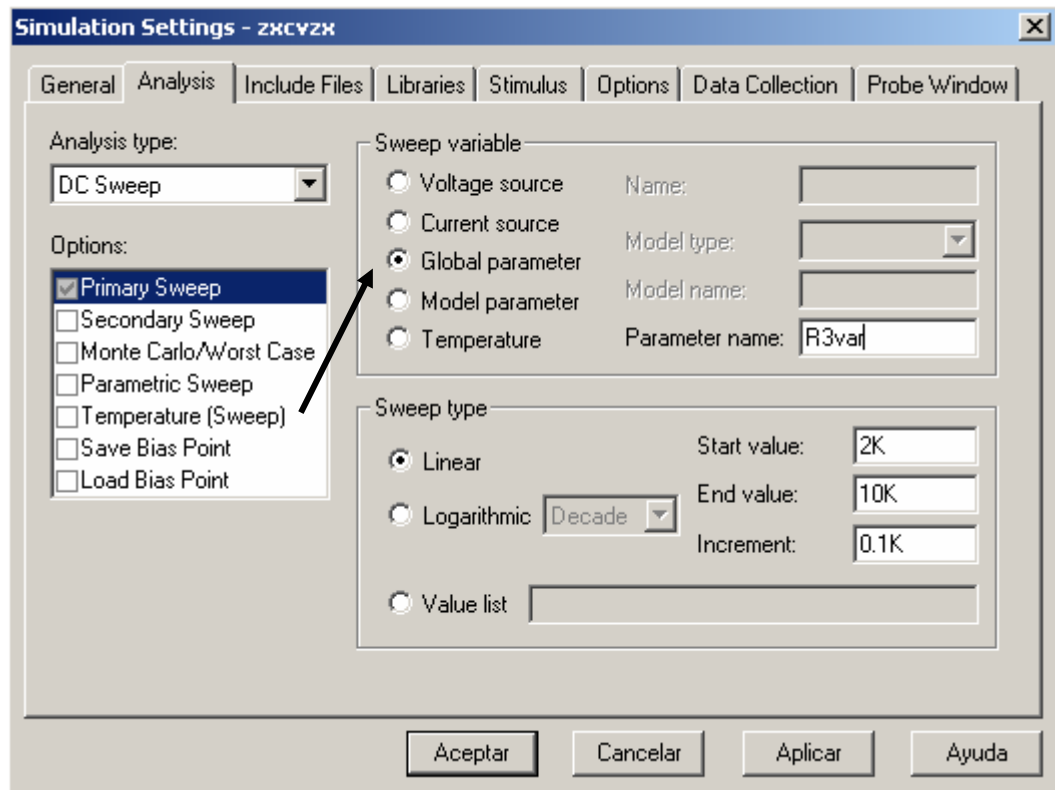 Simulation Settings - zxcvzx
General Analysis Include Files Libraries Stimulus Options Data Collection Probe Window
Analysis type:
DC Sweep
Options:
Primary Sweep
Secondary Sweep
Monte Carlo/Worst Case
Parametric Sweep
Temperature (Sweep)
Save Bias Point
Load Bias Point
Sweep variable
Voltage source
Current source
Global parameter
Model parameter
Temperature
Name:
Model type:
Model name:
Parameter name: R3var
Sweep type
Linear
Logarithmic Decade
Value list
Start value: 2K
End value: 10K
Increment: 0.1K
Aceptar Cancelar Aplicar Ayuda